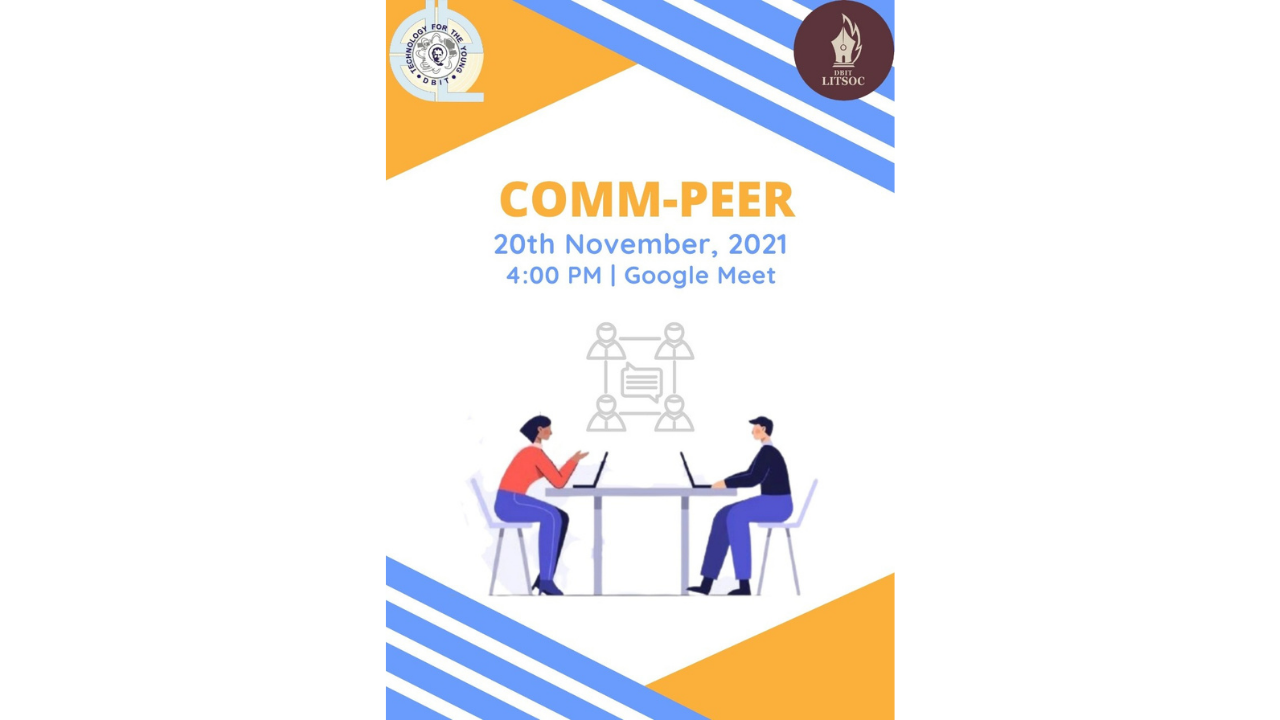 TECHNOLOGY FOR THE YOUNG
• DBIT •
DBIT
LITSOC
COMM-PEER
20th November, 2021
4:00 PM | Google Meet